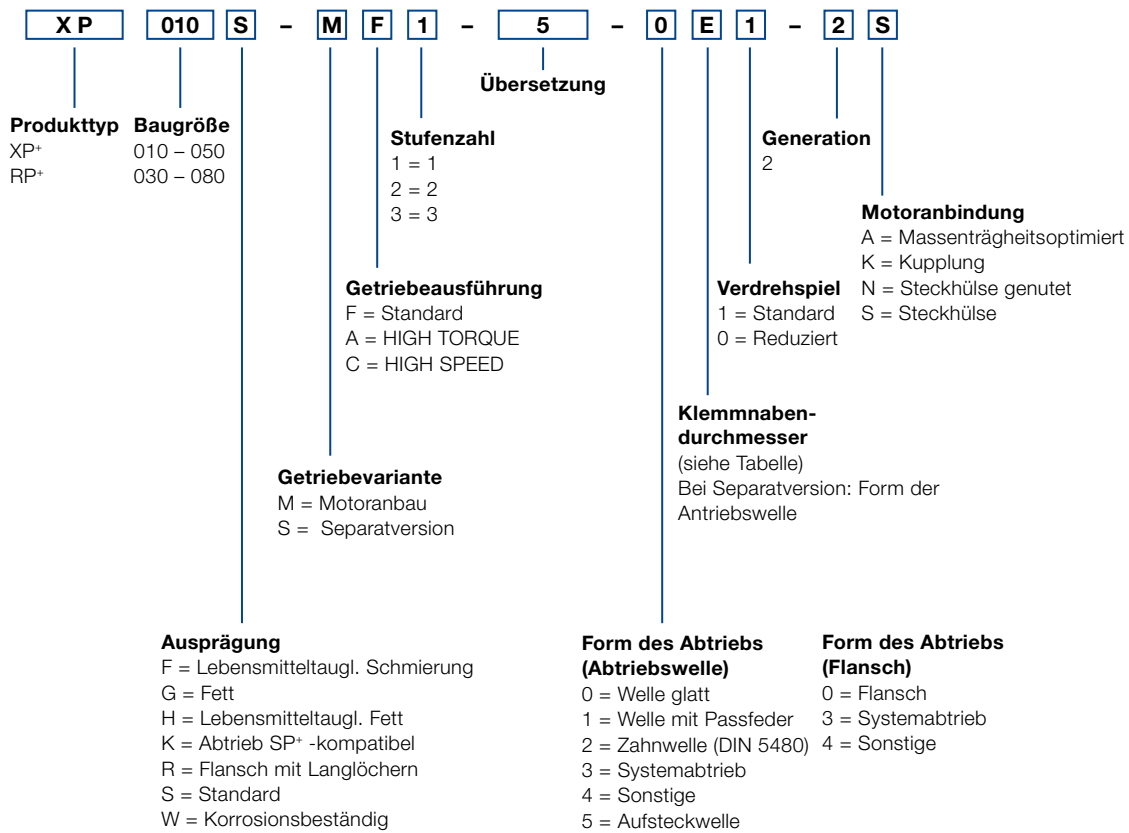 XP 010 S – M F 1 – 5 – 0 E 1 – 2 S
Übersetzung
Produkttyp
XP+
RP+
Baugröße
010 – 050
030 – 080
Stufenzahl
1 = 1
2 = 2
3 = 3
Generation
2
Motoranbindung
A = Massenträgheitsoptimiert
K = Kupplung
N = Steckhülse genutet
S = Steckhülse
Getriebeausführung
F = Standard
A = HIGH TORQUE
C = HIGH SPEED
Verdrehspiel
1 = Standard
0 = Reduziert
Klemmnaben-
durchmesser
(siehe Tabelle)
Bei Separatversion: Form der
Antriebswelle
Getriebevariante
M = Motoranbau
S = Separatversion
Ausprägung
F = Lebensmitteltaugl. Schmierung
G = Fett
H = Lebensmitteltaugl. Fett
K = Abtrieb SP+ -kompatibel
R = Flansch mit Langlöchern
S = Standard
W = Korrosionsbeständig
Form des Abtriebs
(Abtriebswelle)
0 = Welle glatt
1 = Welle mit Passfeder
2 = Zahnwelle (DIN 5480)
3 = Systemabtrieb
4 = Sonstige
5 = Aufsteckwelle
Form des Abtriebs
(Flansch)
0 = Flansch
3 = Systemabtrieb
4 = Sonstige